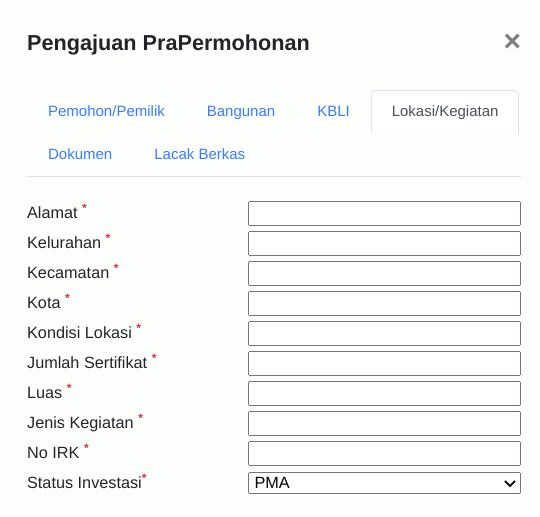 Pengajuan PraPermohonan ×
Pemohon/Pemilik Bangunan KBLI Lokasi/Kegiatan
Dokumen Lacak Berkas
Alamat *
Kelurahan *
Kecamatan *
Kota *
Kondisi Lokasi *
Jumlah Sertifikat *
Luas *
Jenis Kegiatan *
No IRK *
Status Investasi* PMA